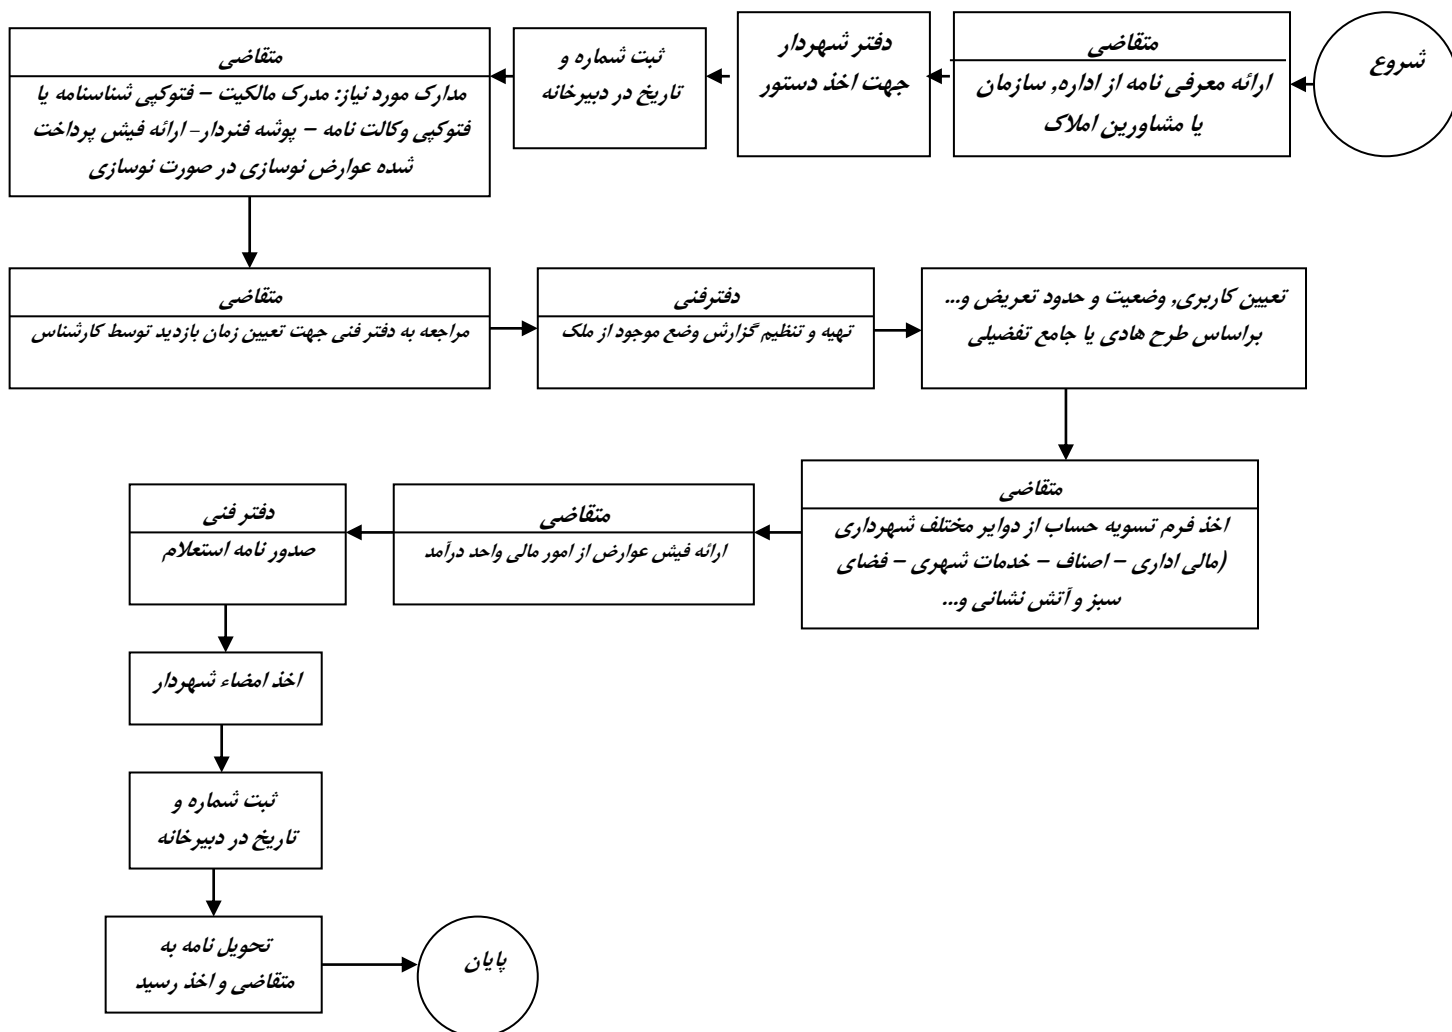 شروع
متقاضی
ارائه معرفی نامه از اداره, سازمان
یا مشاورین املاک
دفتر شهردار
جهت اخذ دستور
ثبت شماره و
تاریخ در دبیرخانه
متقاضی
مدارک مورد نیاز: مدرک مالکیت – فتوکپی شناسنامه یا
فتوکپی وکالت نامه – پوشه فنردار– ارائه فیش پرداخت
شده عوارض نوسازی در صورت نوسازی
متقاضی
مراجعه به دفتر فنی جهت تعیین زمان بازدید توسط کارشناس
دفترفنی
تهیه و تنظیم گزارش وضع موجود از ملک
تعیین کاربری, وضعیت و حدود تعریض و...
براساس طرح هادی یا جامع تفضیلی
متقاضی
اخذ فرم تسویه حساب از دوایر مختلف شهرداری
(مالی اداری – اصناف – خدمات شهری – فضای
سبز و آتش نشانی و...
متقاضی
ارائه فیش عوارض از امور مالی واحد درآمد
دفتر فنی
صدور نامه استعلام
اخذ امضاء شهردار
ثبت شماره و
تاریخ در دبیرخانه
تحویل نامه به
متقاضی و اخذ رسید
پایان